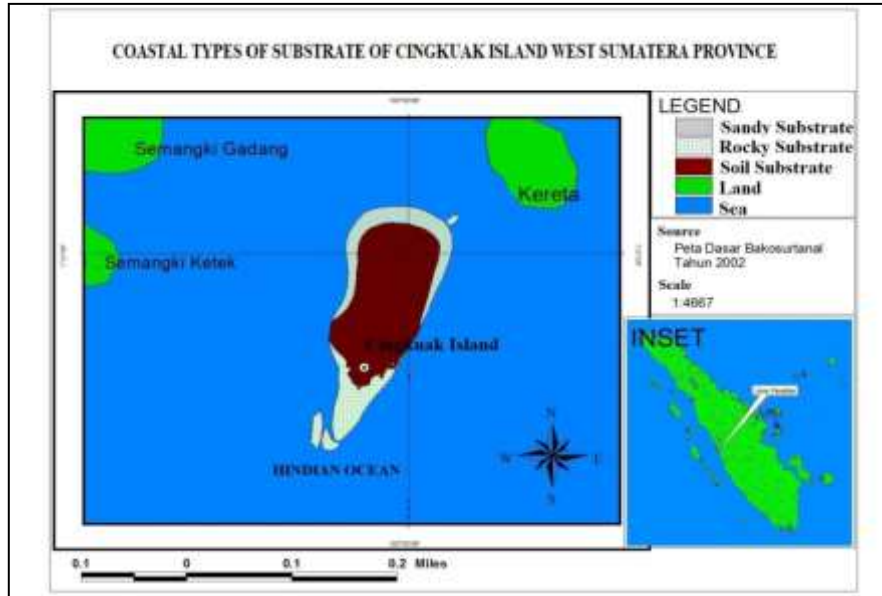 COASTAL TYPES OF SUBSTRATE OF CINGKUAK ISLAND WEST SUMATERA PROVINCE
Semangki Gadang
Kereta
Semangki Ketek
Cingkuak Island
HINDIAN OCEAN
N
W
E
S
LEGEND
Sandy Substrate
Rocky Substrate
Soil Substrate
Land
Sea
Source
Peta Dasar Bakosurtanal
Tahun 2002
Scale
1:4667
INSET
0.1 0 0.1 0.2 Miles